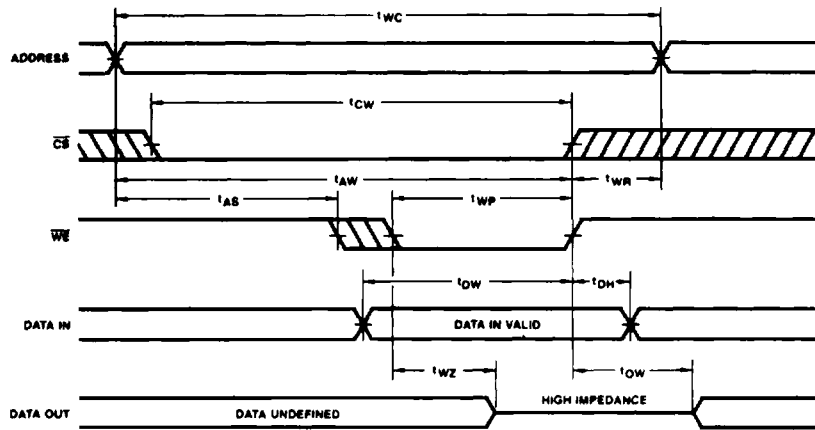 tWC
ADDRESS
tCW
CS
tAW
tWR
tAS
tWP
WE
tDW
tDH
DATA IN
DATA IN VALID
tWZ
tOW
HIGH IMPEDANCE
DATA OUT
DATA UNDEFINED